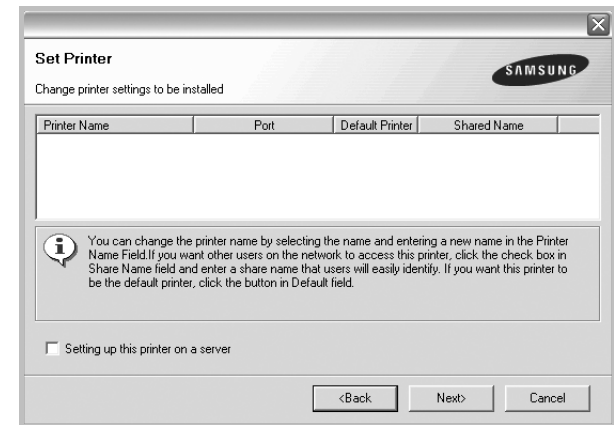 Set Printer
SAMSUNG
Change printer settings to be installed
Printer Name Port Default Printer Shared Name
You can change the printer name by selecting the name and entering a new name in the Printer
Name Field.If you want other users on the network to access this printer, click the check box in
Share Name field and enter a share name that users will easily identify. If you want this printer to
be the default printer, click the button in Default field.
Setting up this printer on a server
<Back Next> Cancel